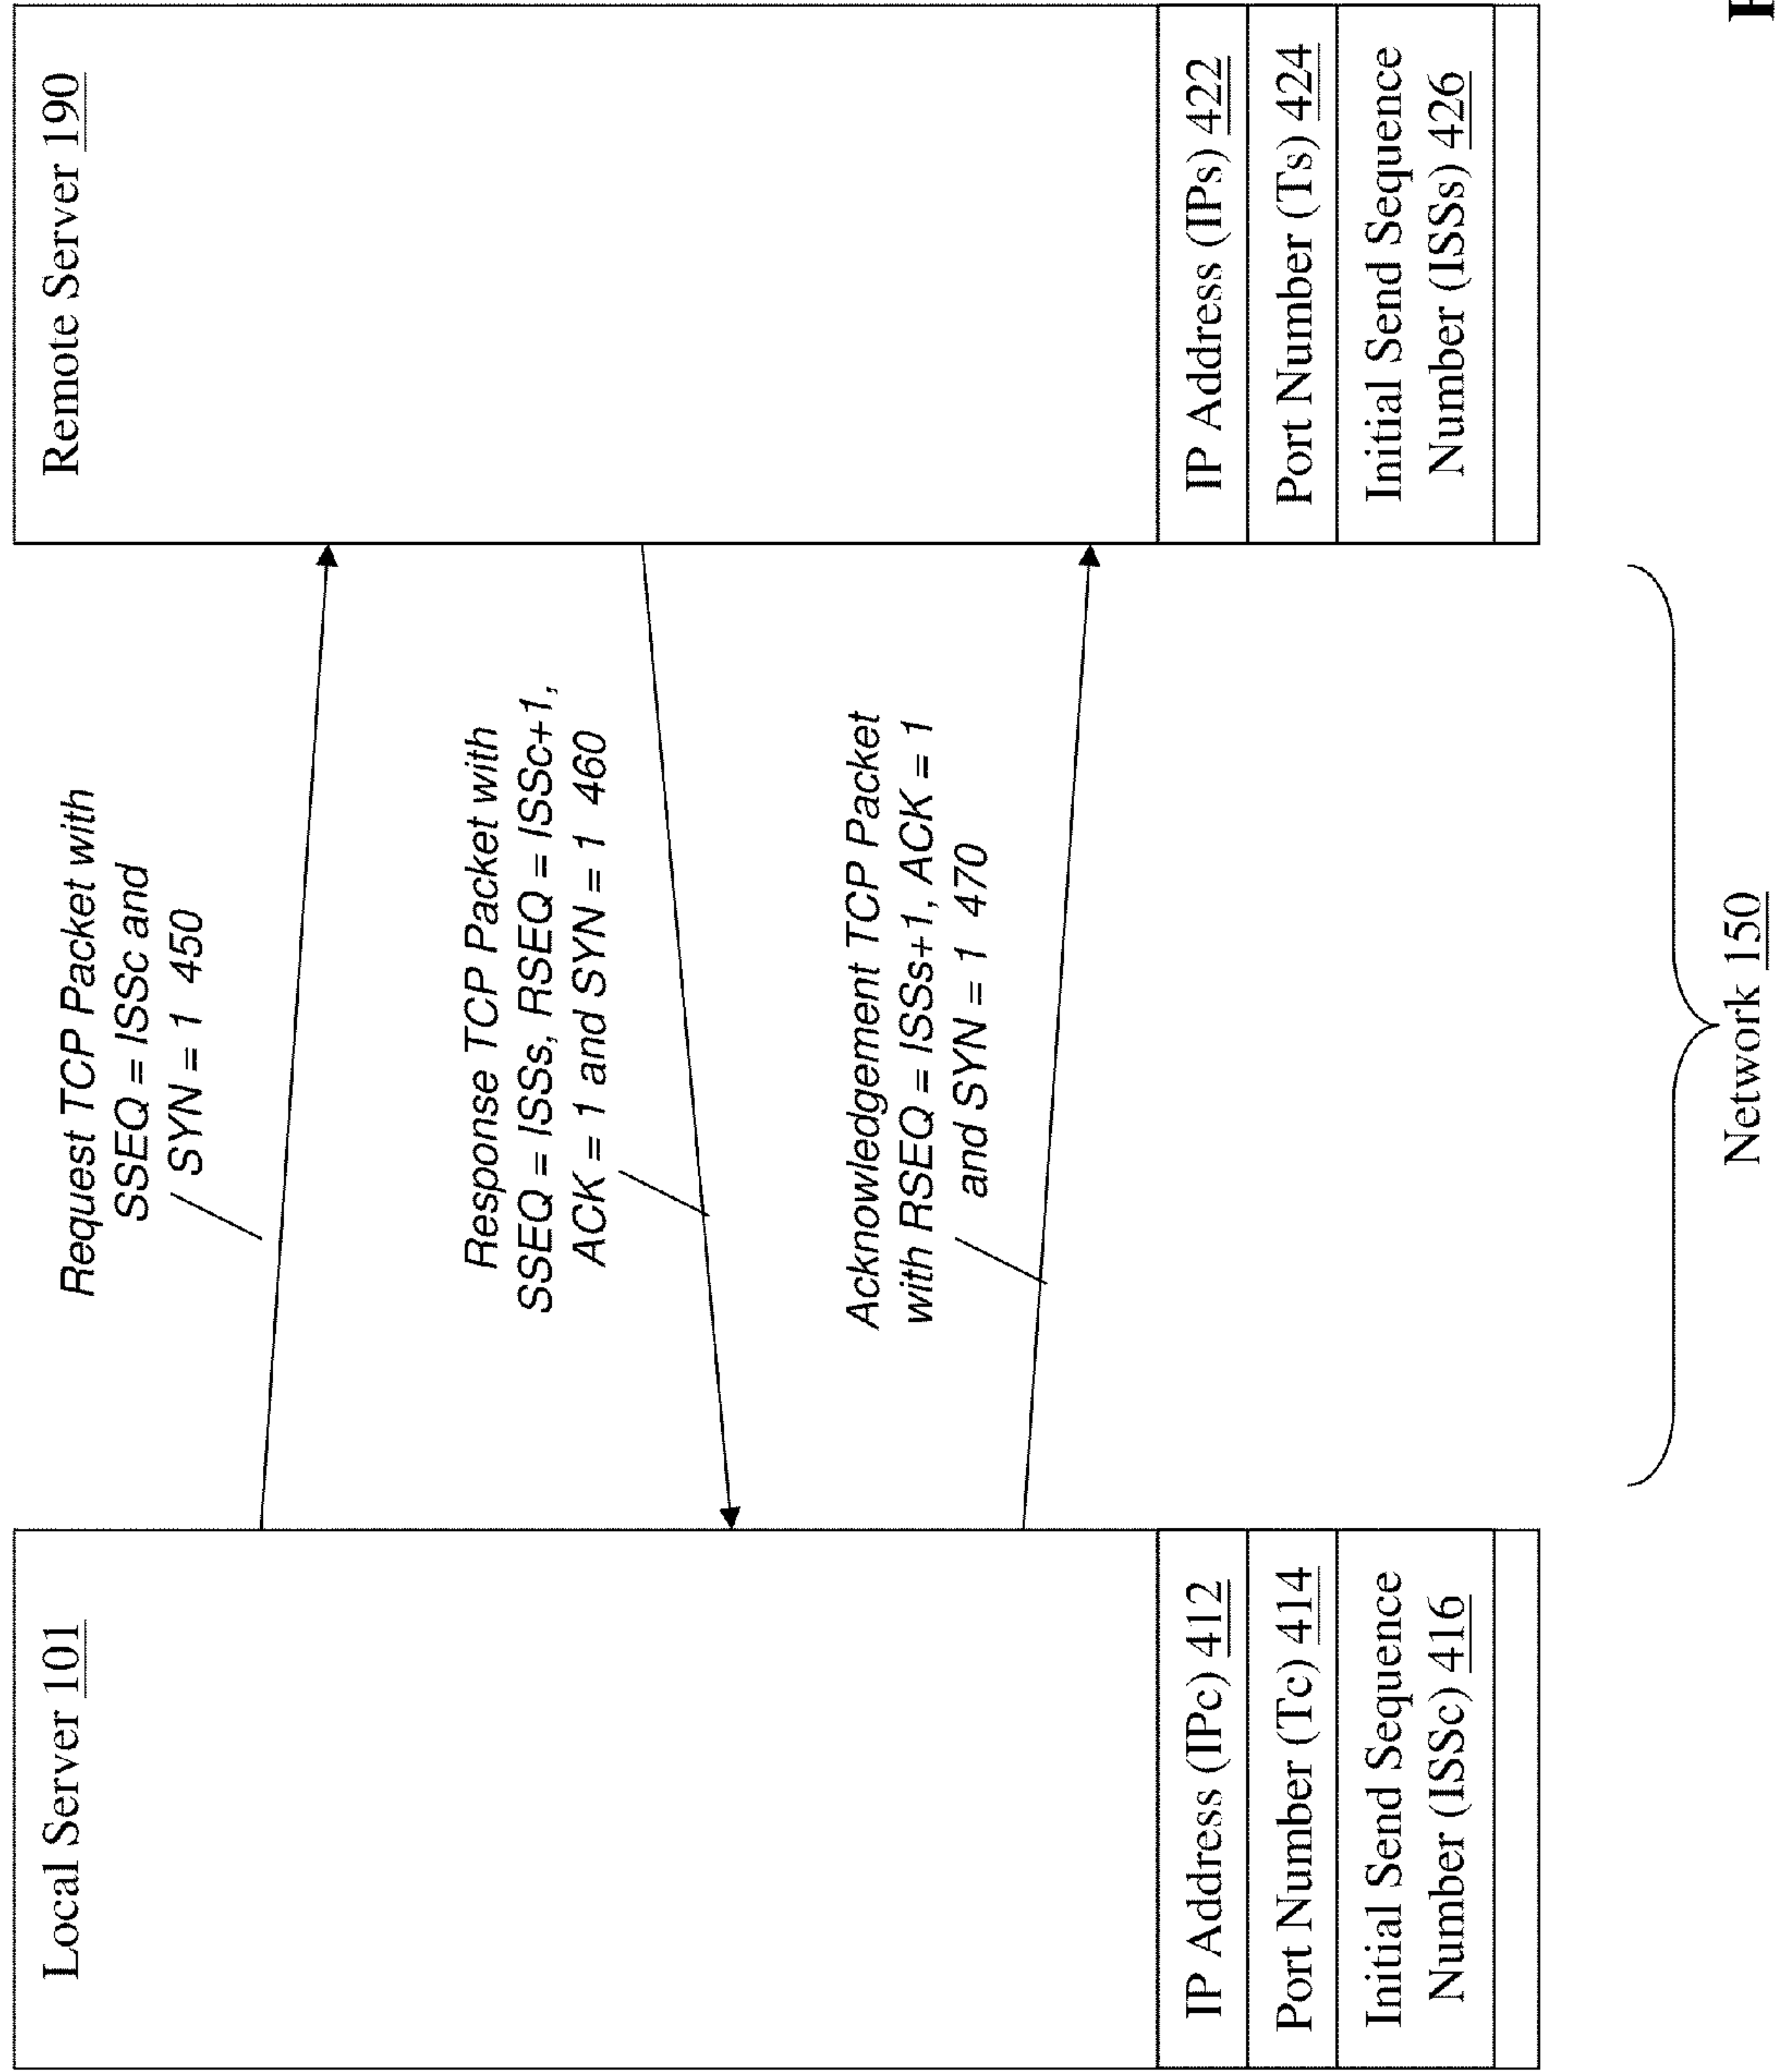 Local Server 101
Remote Server 190
Request TCP Packet with
SSEQ = ISSc and
SYN = 1 450
Response TCP Packet with
SSEQ = ISSs, RSEQ = ISSc+1,
ACK = 1 and SYN = 1 460
Acknowledgement TCP Packet
with RSEQ = ISSs+1, ACK = 1
and SYN = 1 470
IP Address (IPc) 412
Port Number (Tc) 414
Initial Send Sequence
Number (ISSc) 416
IP Address (IPs) 422
Port Number (Ts) 424
Initial Send Sequence
Number (ISSs) 426
Network 150